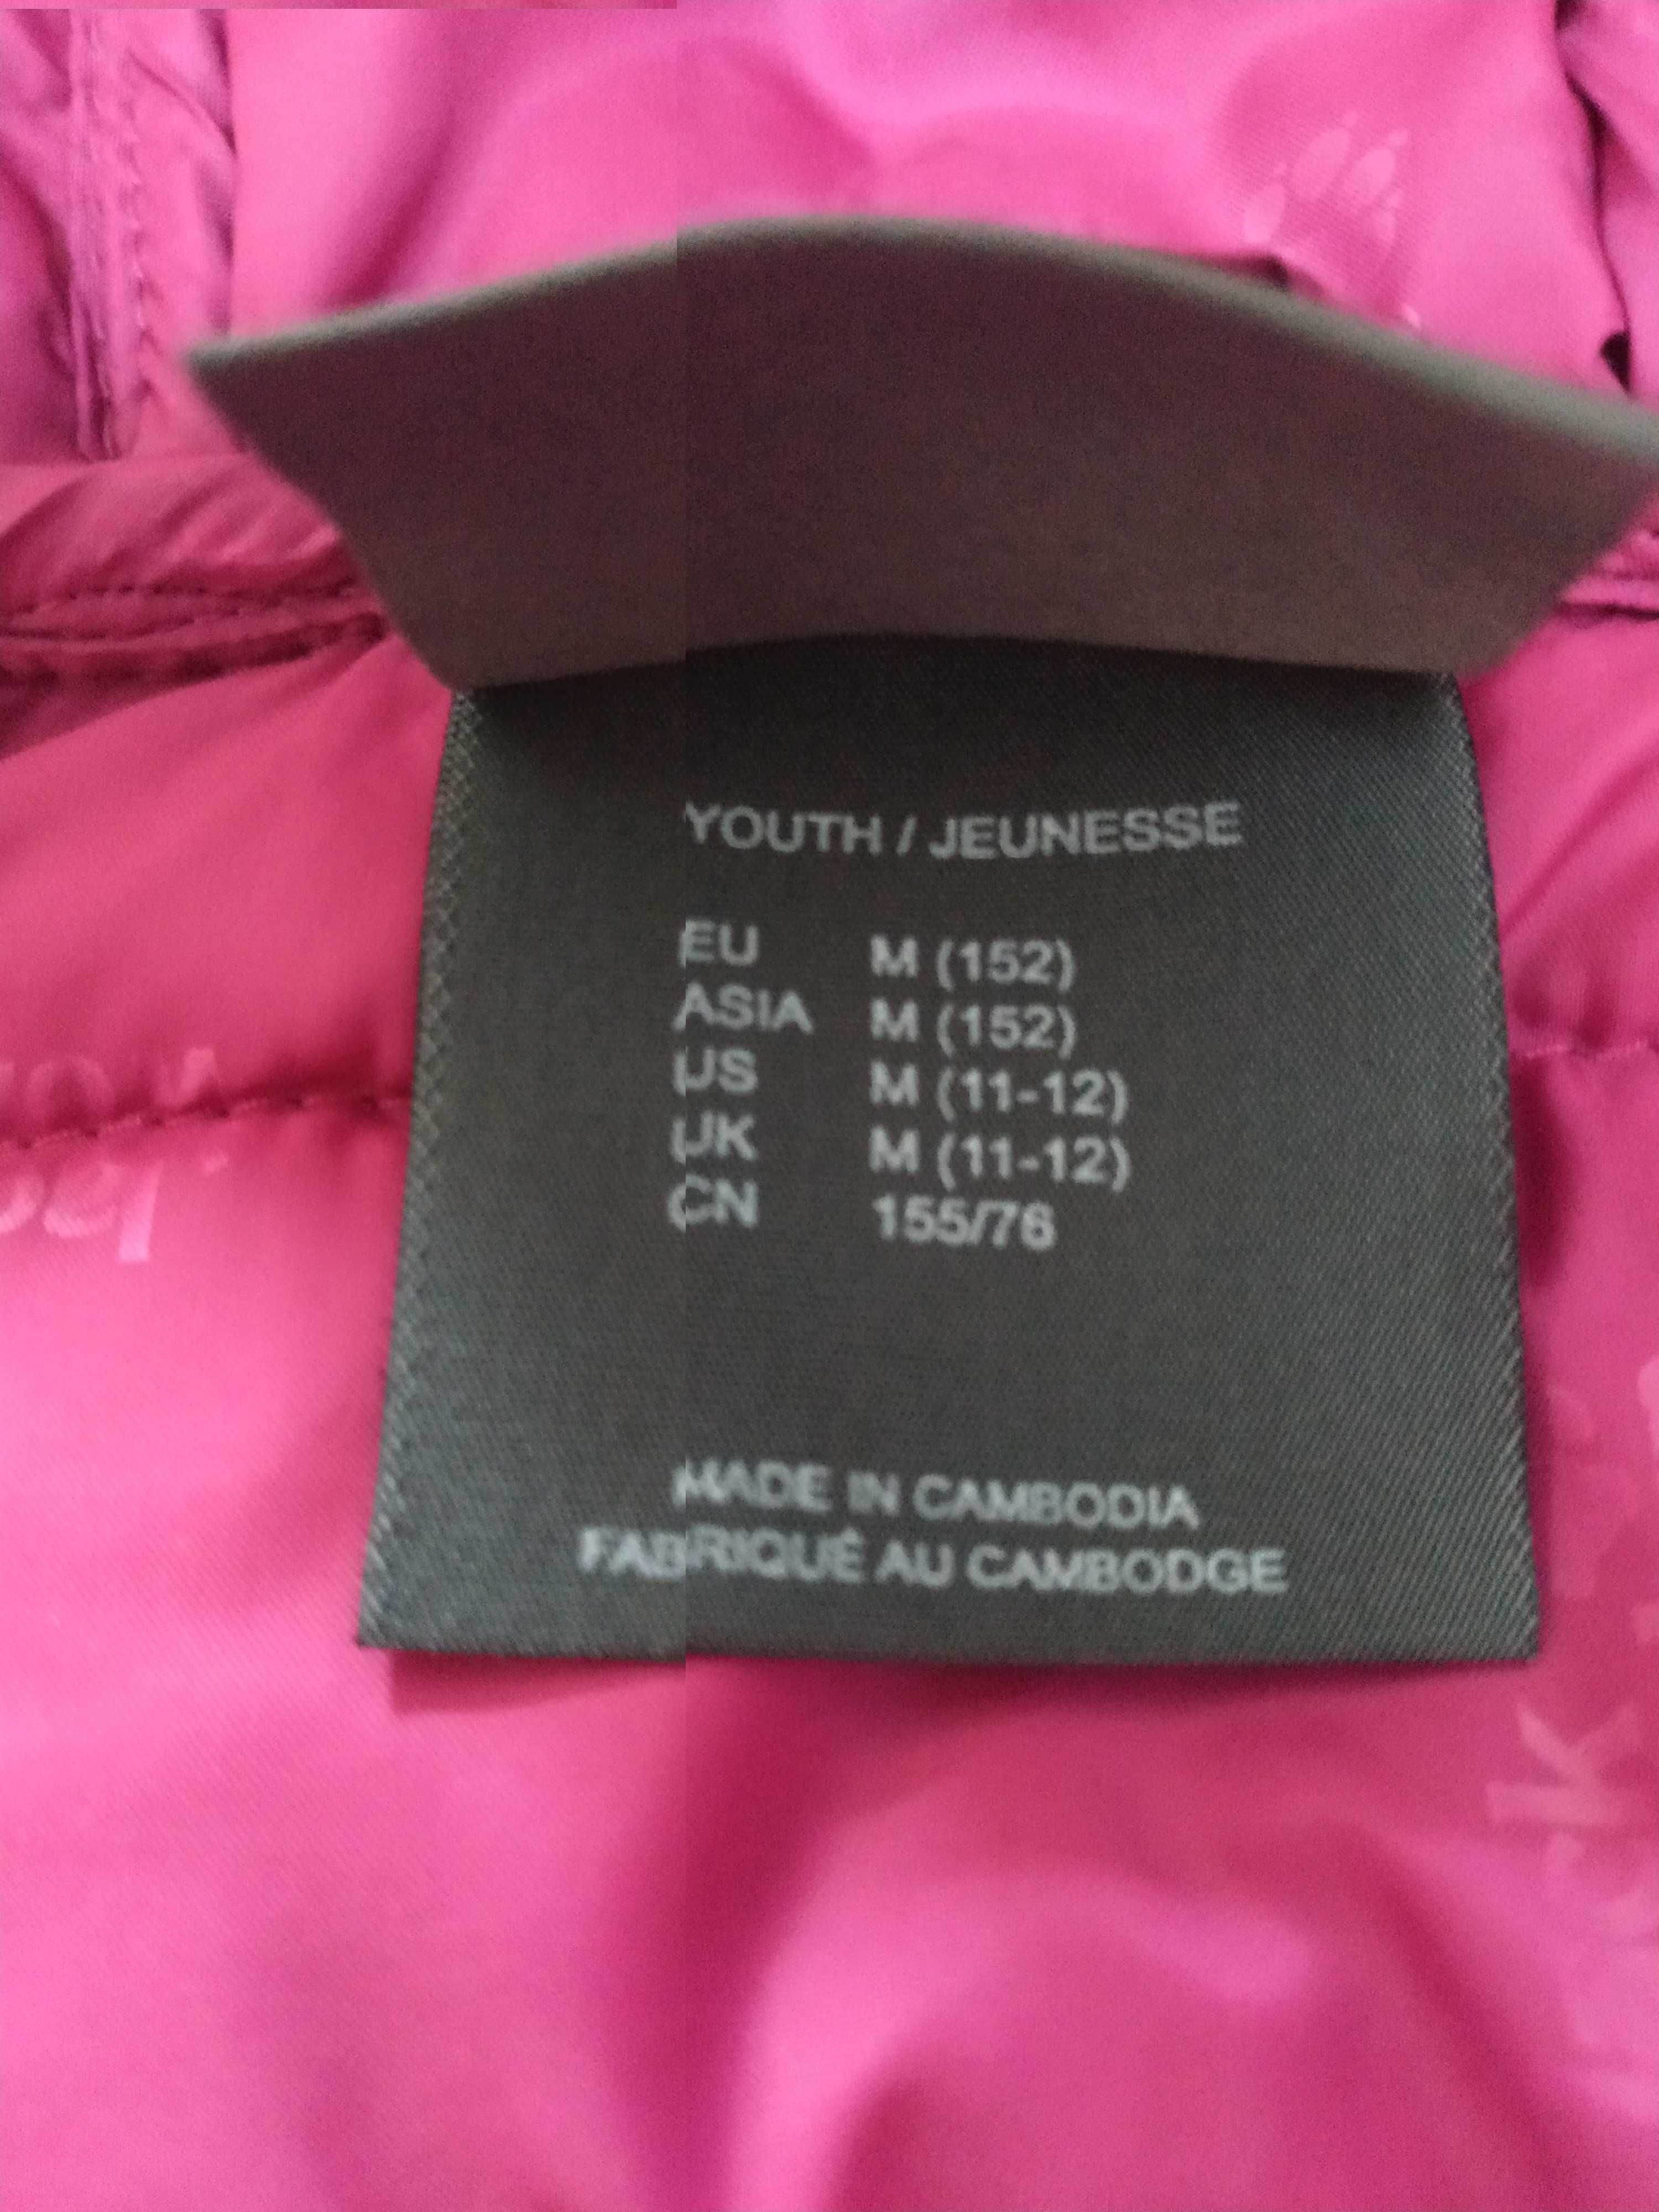 YOUTH / JEUNESSE
EU M (152)
ASIA M (152)
US M (11-12)
UK M (11-12)
CN 155/76
MADE IN CAMBODIA
FABRIQUÉ AU CAMBODGE